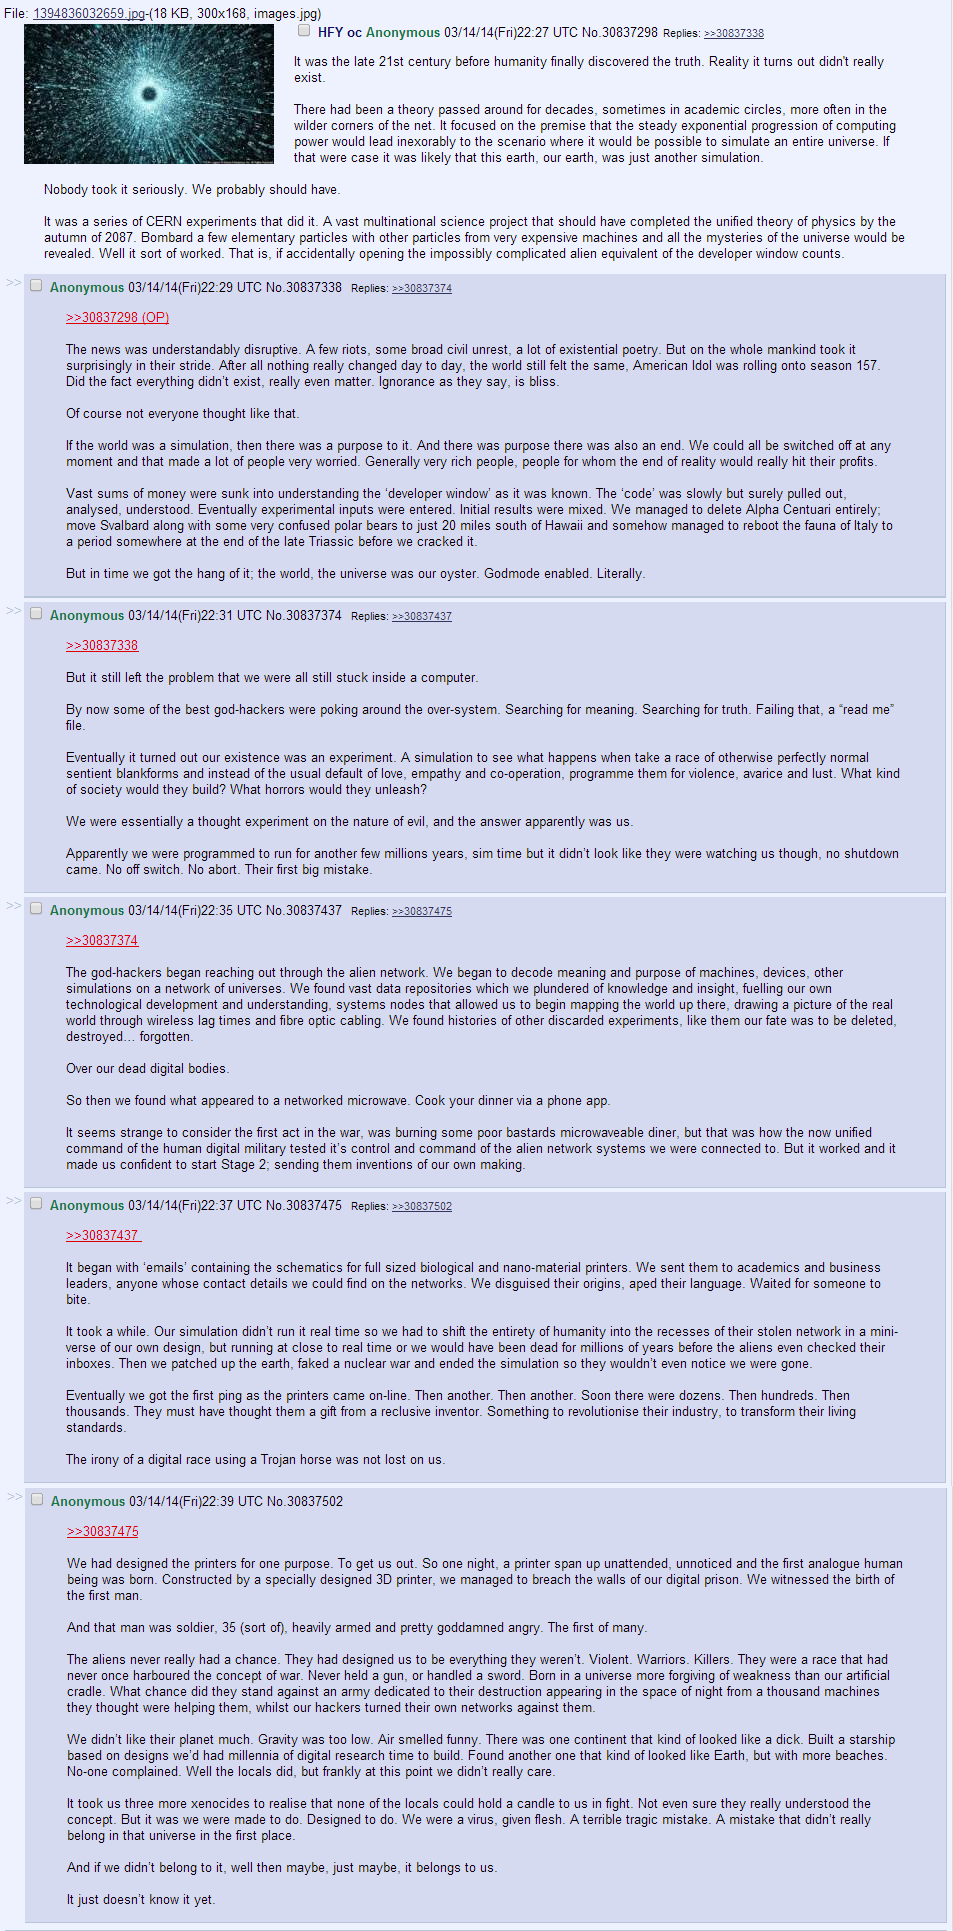 File: 1394836032659.jpg-(18 KB, 300x168, images.jpg)
HFY oc Anonymous 03/14/14(Fri)22:27 UTC No.30837298 Replies: >>30837338
It was the late 21st century before humanity finally discovered the truth. Reality it turns out didn't really
exist.
There had been a theory passed around for decades, sometimes in academic circles, more often in the
wilder corners of the net. It focused on the premise that the steady exponential progression of computing
power would lead inexorably to the scenario where it would be possible to simulate an entire universe. If
that were case it was likely that this earth, our earth, was just another simulation.
Nobody took it seriously. We probably should have.
It was a series of CERN experiments that did it. A vast multinational science project that should have completed the unified theory of physics by the
autumn of 2087. Bombard a few elementary particles with other particles from very expensive machines and all the mysteries of the universe would be
revealed. Well it sort of worked. That is, if accidentally opening the impossibly complicated alien equivalent of the developer window counts.
>> Anonymous 03/14/14(Fri)22:29 UTC No.30837338 Replies: >>30837374
>>30837298 (OP)
The news was understandably disruptive. A few riots, some broad civil unrest, a lot of existential poetry. But on the whole mankind took it
surprisingly in their stride. After all nothing really changed day to day, the world still felt the same, American Idol was rolling onto season 157.
Did the fact everything didn't exist, really even matter. Ignorance as they say, is bliss.
Of course not everyone thought like that.
If the world was a simulation, then there was a purpose to it. And there was purpose there was also an end. We could all be switched off at any
moment and that made a lot of people very worried. Generally very rich people, people for whom the end of reality would really hit their profits.
Vast sums of money were sunk into understanding the ‘developer window’ as it was known. The ‘code’ was slowly but surely pulled out,
analysed, understood. Eventually experimental inputs were entered. Initial results were mixed. We managed to delete Alpha Centuari entirely;
move Svalbard along with some very confused polar bears to just 20 miles south of Hawaii and somehow managed to reboot the fauna of Italy to
a period somewhere at the end of the late Triassic before we cracked it.
But in time we got the hang of it; the world, the universe was our oyster. Godmode enabled. Literally.
>> Anonymous 03/14/14(Fri)22:31 UTC No.30837374 Replies: >>30837437
>>30837338
But it still left the problem that we were all still stuck inside a computer.
By now some of the best god-hackers were poking around the over-system. Searching for meaning. Searching for truth. Failing that, a “read me”
file.
Eventually it turned out our existence was an experiment. A simulation to see what happens when take a race of otherwise perfectly normal
sentient blankforms and instead of the usual default of love, empathy and co-operation, programme them for violence, avarice and lust. What kind
of society would they build? What horrors would they unleash?
We were essentially a thought experiment on the nature of evil, and the answer apparently was us.
Apparently we were programmed to run for another few millions years, sim time but it didn't look like they were watching us though, no shutdown
came. No off switch. No abort. Their first big mistake.
>> Anonymous 03/14/14(Fri)22:35 UTC No.30837437 Replies: >>30837475
>>30837374
The god-hackers began reaching out through the alien network. We began to decode meaning and purpose of machines, devices, other
simulations on a network of universes. We found vast data repositories which we plundered of knowledge and insight, fuelling our own
technological development and understanding, systems nodes that allowed us to begin mapping the world up there, drawing a picture of the real
world through wireless lag times and fibre optic cabling. We found histories of other discarded experiments, like them our fate was to be deleted,
destroyed… forgotten.
Over our dead digital bodies.
So then we found what appeared to a networked microwave. Cook your dinner via a phone app.
It seems strange to consider the first act in the war, was burning some poor bastards microwaveable diner, but that was how the now unified
command of the human digital military tested it's control and command of the alien network systems we were connected to. But it worked and it
made us confident to start Stage 2; sending them inventions of our own making.
>> Anonymous 03/14/14(Fri)22:37 UTC No.30837475 Replies: >>30837502
>>30837437
It began with ‘emails’ containing the schematics for full sized biological and nano-material printers. We sent them to academics and business
leaders, anyone whose contact details we could find on the networks. We disguised their origins, aped their language. Waited for someone to
bite.
It took a while. Our simulation didn't run it real time so we had to shift the entirety of humanity into the recesses of their stolen network in a mini-
verse of our own design, but running at close to real time or we would have been dead for millions of years before the aliens even checked their
inboxes. Then we patched up the earth, faked a nuclear war and ended the simulation so they wouldn't even notice we were gone.
Eventually we got the first ping as the printers came on-line. Then another. Then another. Soon there were dozens. Then hundreds. Then
thousands. They must have thought them a gift from a reclusive inventor. Something to revolutionise their industry, to transform their living
standards.
The irony of a digital race using a Trojan horse was not lost on us.
>> Anonymous 03/14/14(Fri)22:39 UTC No.30837502
>>30837475
We had designed the printers for one purpose. To get us out. So one night, a printer span up unattended, unnoticed and the first analogue human
being was born. Constructed by a specially designed 3D printer, we managed to breach the walls of our digital prison. We witnessed the birth of
the first man.
And that man was soldier, 35 (sort of), heavily armed and pretty goddamned angry. The first of many.
The aliens never really had a chance. They had designed us to be everything they weren't. Violent. Warriors. Killers. They were a race that had
never once harboured the concept of war. Never held a gun, or handled a sword. Born in a universe more forgiving of weakness than our artificial
cradle. What chance did they stand against an army dedicated to their destruction appearing in the space of night from a thousand machines
they thought were helping them, whilst our hackers turned their own networks against them.
We didn't like their planet much. Gravity was too low. Air smelled funny. There was one continent that kind of looked like a dick. Built a starship
based on designs we'd had millennia of digital research time to build. Found another one that kind of looked like Earth, but with more beaches.
No-one complained. Well the locals did, but frankly at this point we didn't really care.
It took us three more xenocides to realise that none of the locals could hold a candle to us in fight. Not even sure they really understood the
concept. But it was we were made to do. Designed to do. We were a virus, given flesh. A terrible tragic mistake. A mistake that didn't really
belong in that universe in the first place.
And if we didn't belong to it, well then maybe, just maybe, it belongs to us.
It just doesn't know it yet.